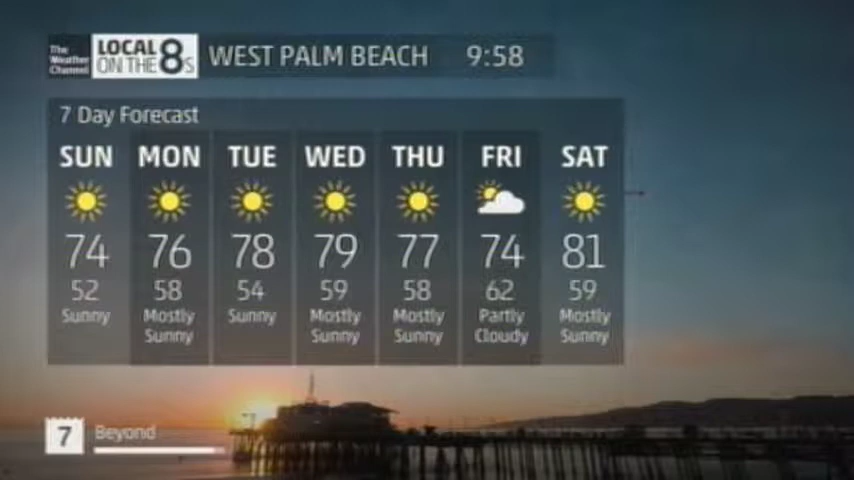 The Weather Channel
LOCAL ON THE 8s
WEST PALM BEACH 9:58
7 Day Forecast
SUN MON TUE WED THU FRI SAT
74 76 78 79 77 74 81
52 58 54 59 58 62 59
Sunny Mostly Sunny Sunny Mostly Sunny Mostly Sunny Partly Cloudy Mostly Sunny
7 Beyond